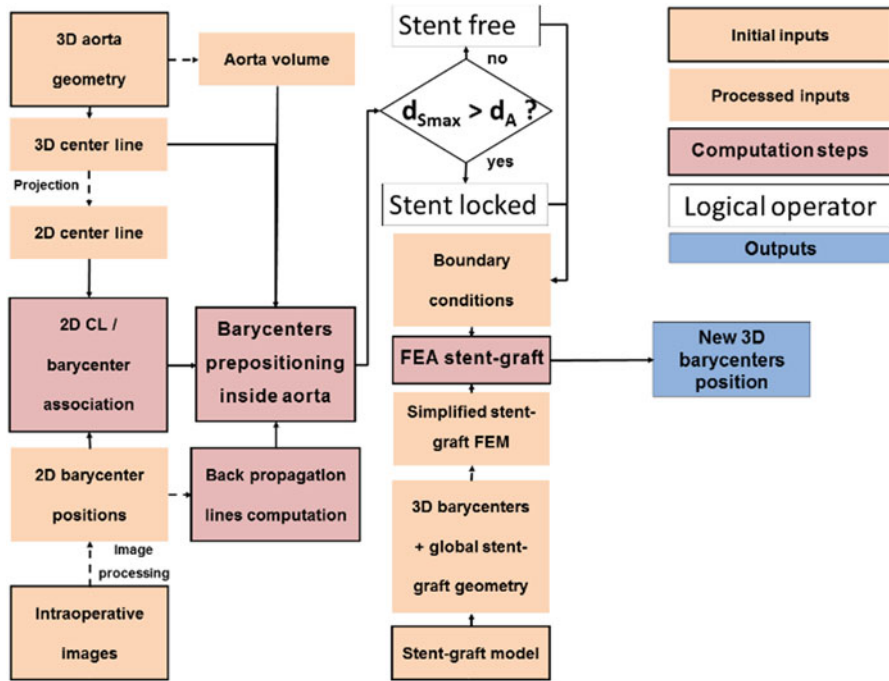 3D aorta
geometry
Aorta volume
3D center line
Projection
2D center line
2D CL /
barycenter
association
Barycenters
prepositioning
inside aorta
2D barycenter
positions
Back propagation
lines computation
Image
processing
Intraoperative
images
Stent free
no
dSmax > dA ?
yes
Stent locked
Boundary
conditions
FEA stent-graft
Simplified stent-
graft FEM
3D barycenters
+ global stent-
graft geometry
Stent-graft model
New 3D
barycenters
position
Initial inputs
Processed inputs
Computation steps
Logical operator
Outputs